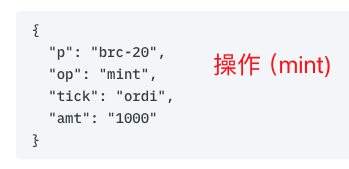 {
"p": "brc-20",
"op": "mint",
"tick": "ordi",
"amt": "1000"
}
操作（mint)